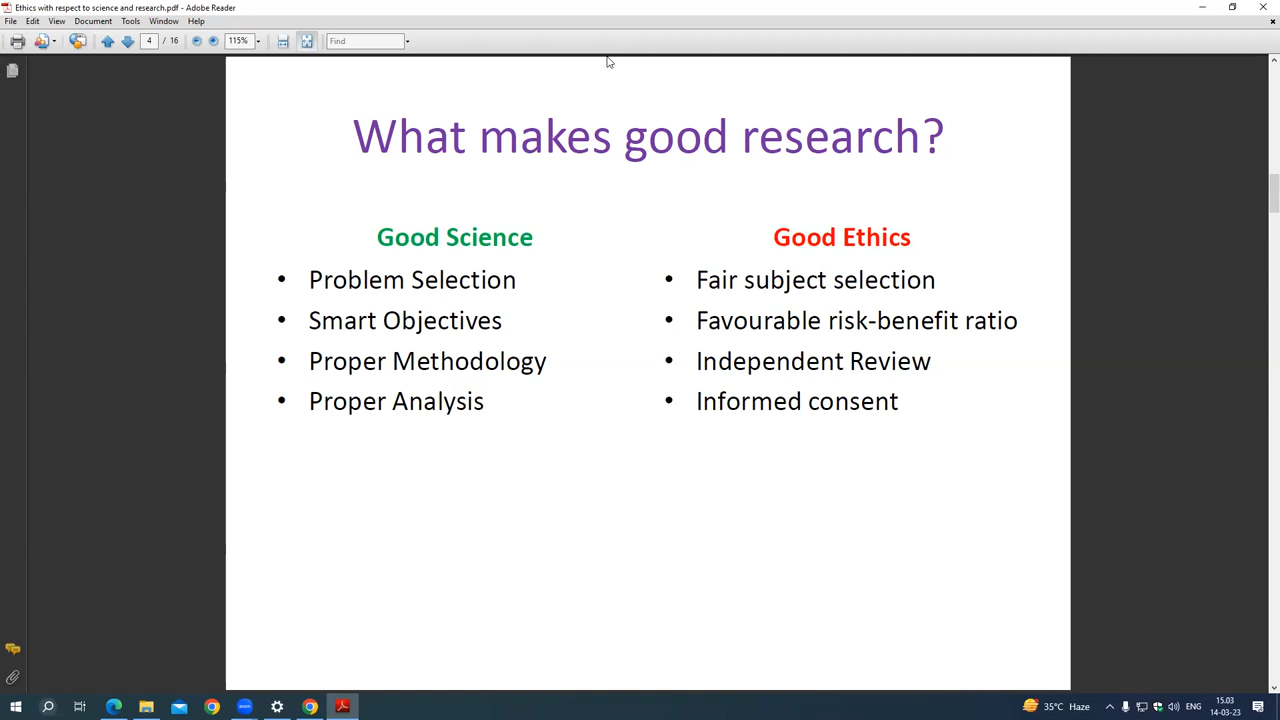 Ethics with respect to science and research.pdf - Adobe Reader
File Edit View Document Tools Window Help
4 / 16 115% Find
What makes good research?
Good Science
• Problem Selection
• Smart Objectives
• Proper Methodology
• Proper Analysis
Good Ethics
• Fair subject selection
• Favourable risk-benefit ratio
• Independent Review
• Informed consent
zoom
35°C Haze
ENG
15.03
14-03-23